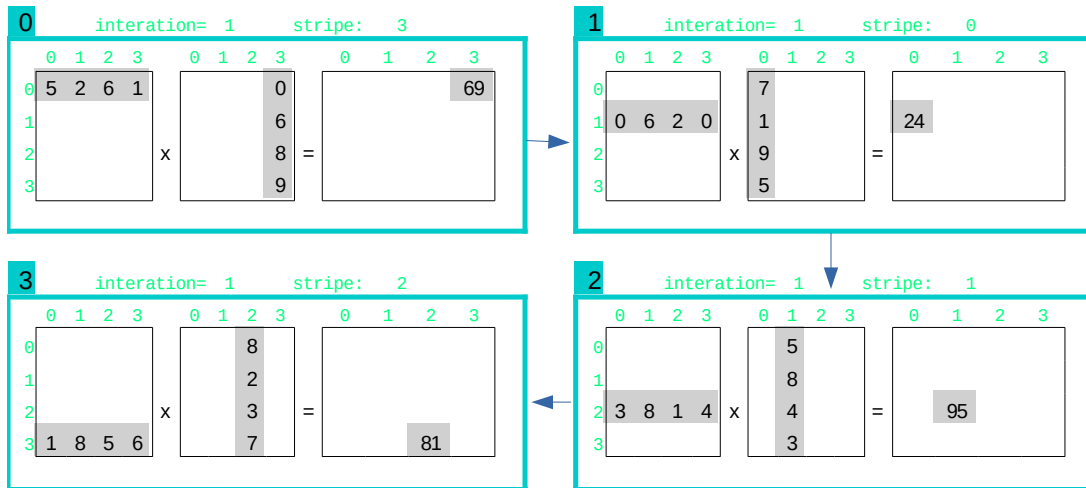 0 interation= 1 stripe: 3
0 1 2 3 0 1 2 3 0 1 2 3
0 5 2 6 1 0 69
1 6
2 x 8 =
3 9
1 interation= 1 stripe: 0
0 1 2 3 0 1 2 3 0 1 2 3
0 7
1 0 6 2 0 1 24
2 x 9 =
3 5
3 interation= 1 stripe: 2
0 1 2 3 0 1 2 3 0 1 2 3
0 8
1 2
2 x 3 =
3 1 8 5 6 7 81
2 interation= 1 stripe: 1
0 1 2 3 0 1 2 3 0 1 2 3
0 5
1 8
2 3 8 1 4 x 4 = 95
3 3